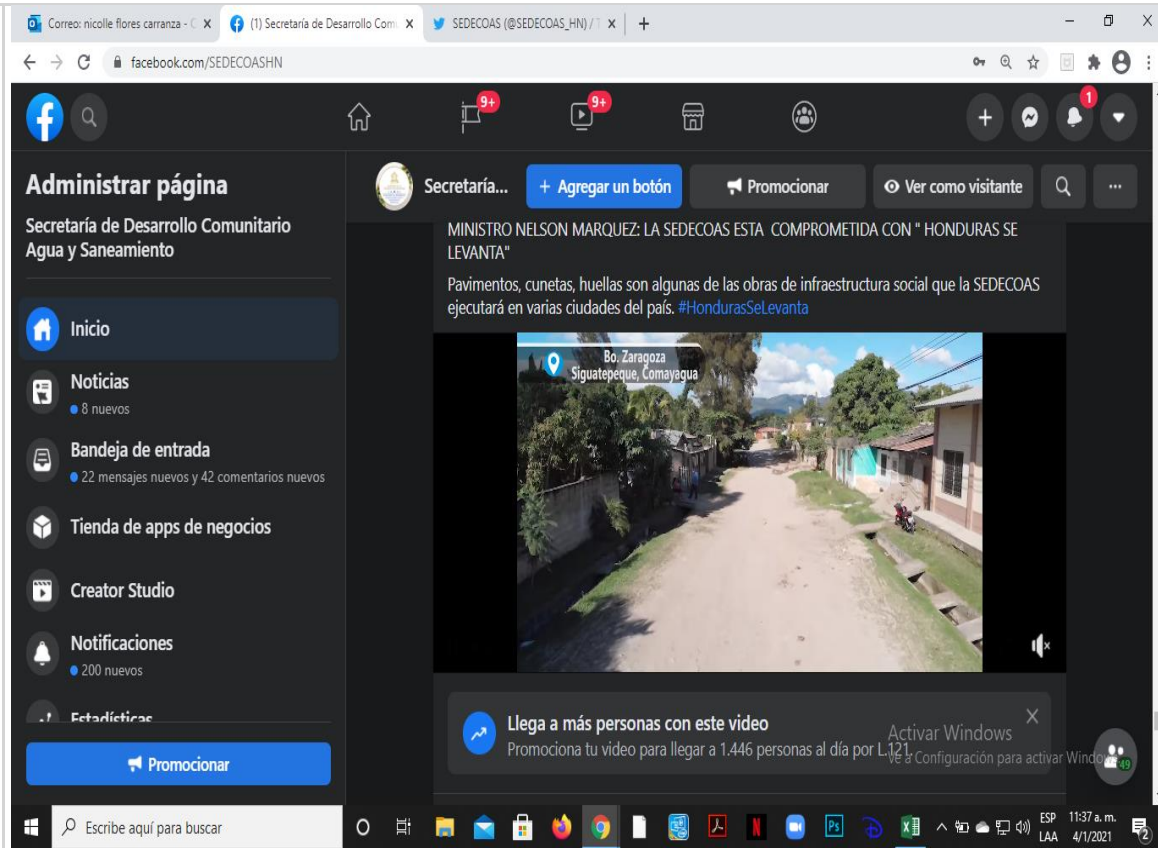 Correo: nicolle flores carranza -
(1) Secretaría de Desarrollo Com
SEDECOAS (@SEDECOAS_HN) /
facebook.com/SEDECOASHN
9+
9+
1
Administrar página
Secretaría de Desarrollo Comunitario
Agua y Saneamiento
Inicio
Noticias
8 nuevos
Bandeja de entrada
22 mensajes nuevos y 42 comentarios nuevos
Tienda de apps de negocios
Creator Studio
Notificaciones
200 nuevos
Estadísticas
Promocionar
Secretaría...
+ Agregar un botón
Promocionar
Ver como visitante
MINISTRO NELSON MARQUEZ: LA SEDECOAS ESTA COMPROMETIDA CON " HONDURAS SE
LEVANTA"
Pavimentos, cunetas, huellas son algunas de las obras de infraestructura social que la SEDECOAS
ejecutará en varias ciudades del país. #HondurasSeLevanta
Bo. Zaragoza
Siguatepeque, Comayagua
Llega a más personas con este video
Promociona tu video para llegar a 1.446 personas al día por L.121.
Activar Windows
Ve a Configuración para activar Windo
49
Escribe aquí para buscar
Ps
ESP
LAA
11:37 a. m.
4/1/2021
2